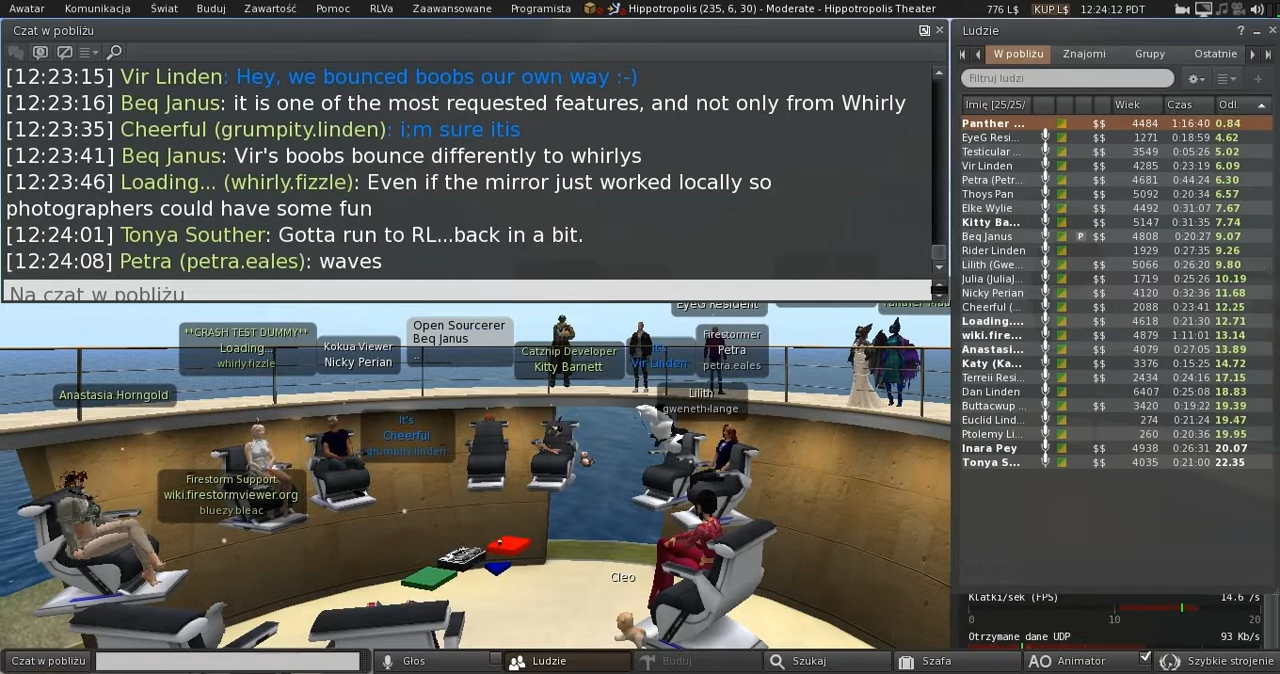 Awatar Komunikacja Świat Buduj Zawartość Pomoc RLVa Zaawansowane Programista Hippotropolis (235, 6, 30) - Moderate - Hippotropolis Theater 776 L$ KUP L$ 12:24:12 PDT
Czat w pobliżu
[12:23:15] Vir Linden: Hey, we bounced boobs our own way :-)
[12:23:16] Beq Janus: it is one of the most requested features, and not only from Whirly
[12:23:35] Cheerful (grumpity.linden): i;m sure itis
[12:23:41] Beq Janus: Vir's boobs bounce differently to whirlys
[12:23:46] Loading... (whirly.fizzle): Even if the mirror just worked locally so
photographers could have some fun
[12:24:01] Tonya Souther: Gotta run to RL...back in a bit.
[12:24:08] Petra (petra.eales): waves
Na czat w pobliżu
EyeG Resident
**CRASH TEST DUMMY**
Loading...
whirly.fizzle
Kokua Viewer
Nicky Perian
Open Sourcerer
Beq Janus
..
Catznip Developer
Kitty Barnett
Vir Linden
Firestormer
Petra
petra.eales
Lilith
gweneth.lange
Anastasia Horngold
It's
Cheerful
grumpity.linden
Firestorm Support
wiki.firestormviewer.org
bluezy.bleac
Cleo
Ludzie
W pobliżu Znajomi Grupy Ostatnie
Filtruj ludzi
Imię [25/25/ Wiek Czas Odl.
Panther ... $$ 4484 1:16:40 0.84
EyeG Resi... $$ 1271 0:18:59 4.62
Testicular ... $$ 3549 0:05:26 5.02
Vir Linden $$ 4285 0:23:19 6.09
Petra (Petr... $$ 4681 0:44:24 6.30
Thoys Pan $$ 5092 0:20:34 6.57
Elke Wylie $$ 4492 0:31:07 7.67
Kitty Ba... $$ 5147 0:31:35 7.74
Beq Janus P $$ 4808 0:20:27 9.07
Rider Linden 1929 0:27:35 9.26
Lilith (Gwe... $$ 5066 0:26:20 9.80
Julia (JuliaJ... $$ 1719 0:25:26 10.19
Nicky Perian $$ 4120 0:32:36 11.68
Cheerful (... $$ 2088 0:23:41 12.25
Loading.... $$ 4618 0:21:30 12.71
wiki.fire... $$ 4879 1:11:01 13.14
Anastasi... $$ 4079 0:27:05 13.89
Katy (Ka... $$ 3376 0:15:25 14.72
Terreii Resi... $$ 2434 0:24:16 17.15
Dan Linden 6407 0:25:08 18.83
Buttacwup ... $$ 3420 0:19:22 19.39
Euclid Lind... 274 0:21:24 19.47
Ptolemy Li... 260 0:20:36 19.95
Inara Pey $$ 4938 0:26:31 20.07
Tonya S... $$ 4035 0:21:00 22.35
Klatki/sek (FPS) 14.6 /s
0 10 20
Otrzymane dane UDP 93 Kb/s
Czat w pobliżu Głos Ludzie Buduj Szukaj Szafa AO Animator Szybkie strojenie